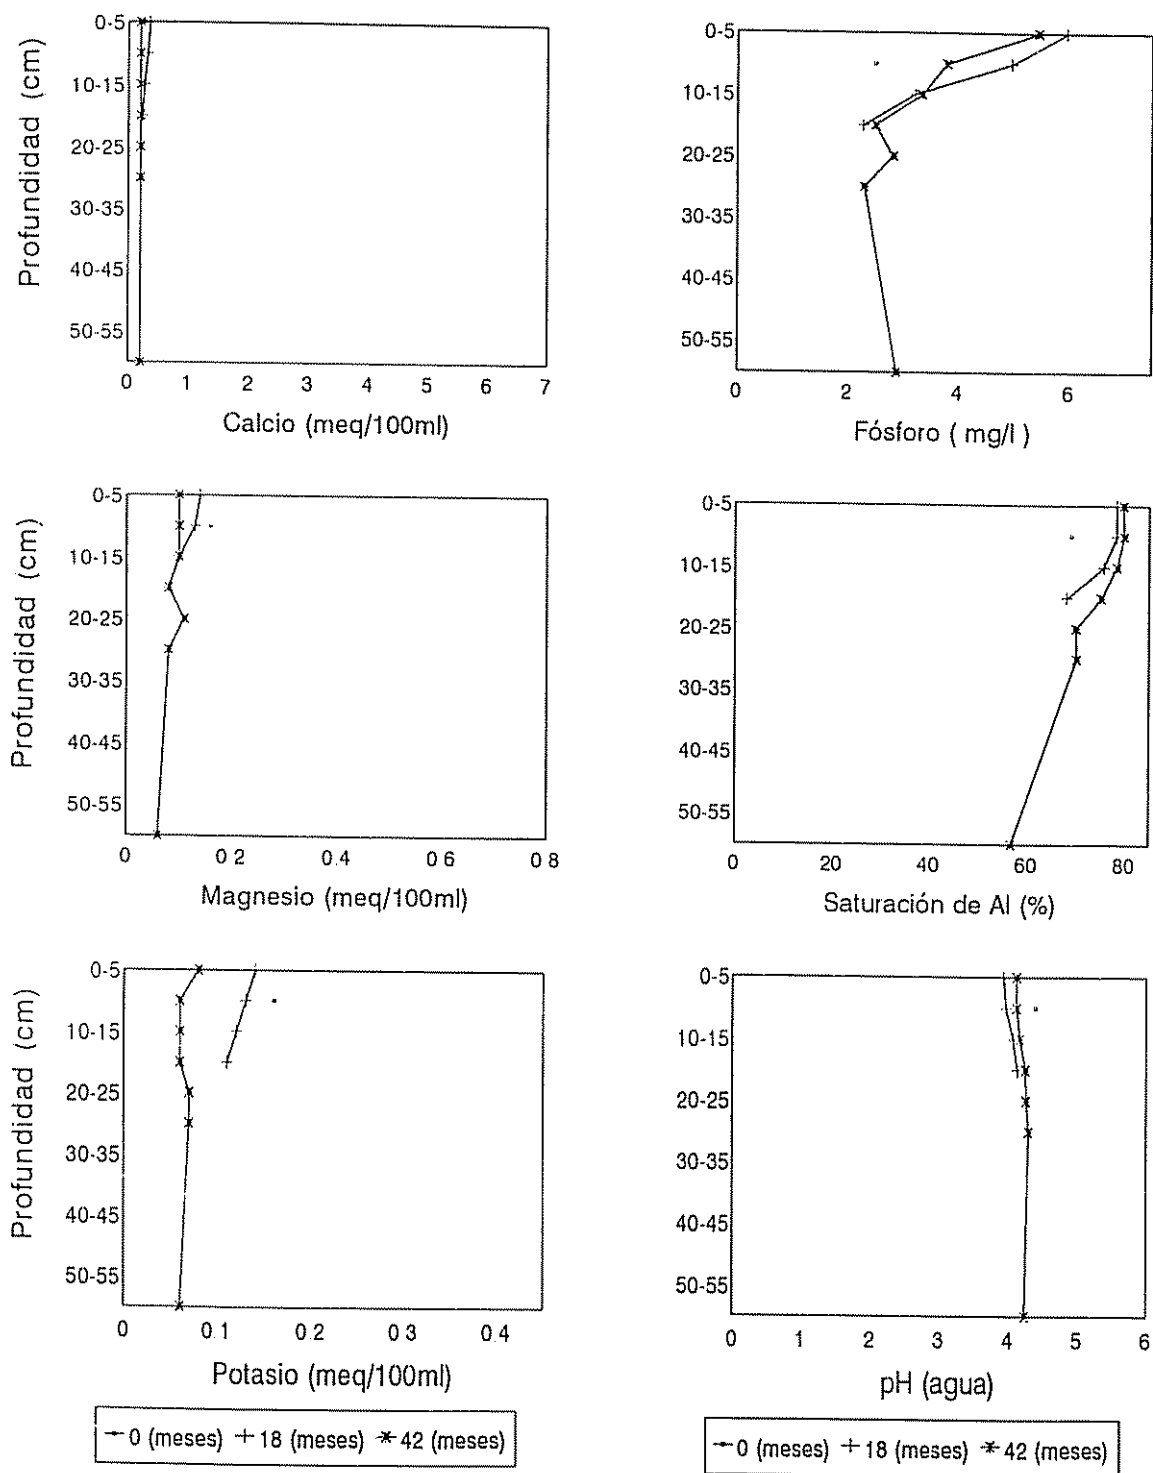 Profundidad (cm)
0-5
10-15
20-25
30-35
40-45
50-55
0 1 2 3 4 5 6 7
Calcio (meq/100ml)
0-5
10-15
20-25
30-35
40-45
50-55
0 2 4 6
Fósforo ( mg/l )
Profundidad (cm)
0-5
10-15
20-25
30-35
40-45
50-55
0 0 2 0 4 0 6 0 8
Magnesio (meq/100ml)
0-5
10-15
20-25
30-35
40-45
50-55
0 20 40 60 80
Saturación de Al (%)
Profundidad (cm)
0-5
10-15
20-25
30-35
40-45
50-55
0 0.1 0.2 0.3 0.4
Potasio (meq/100ml)
0-5
10-15
20-25
30-35
40-45
50-55
0 1 2 3 4 5 6
pH (agua)
0 (meses) 18 (meses) 42 (meses)
0 (meses) 18 (meses) 42 (meses)